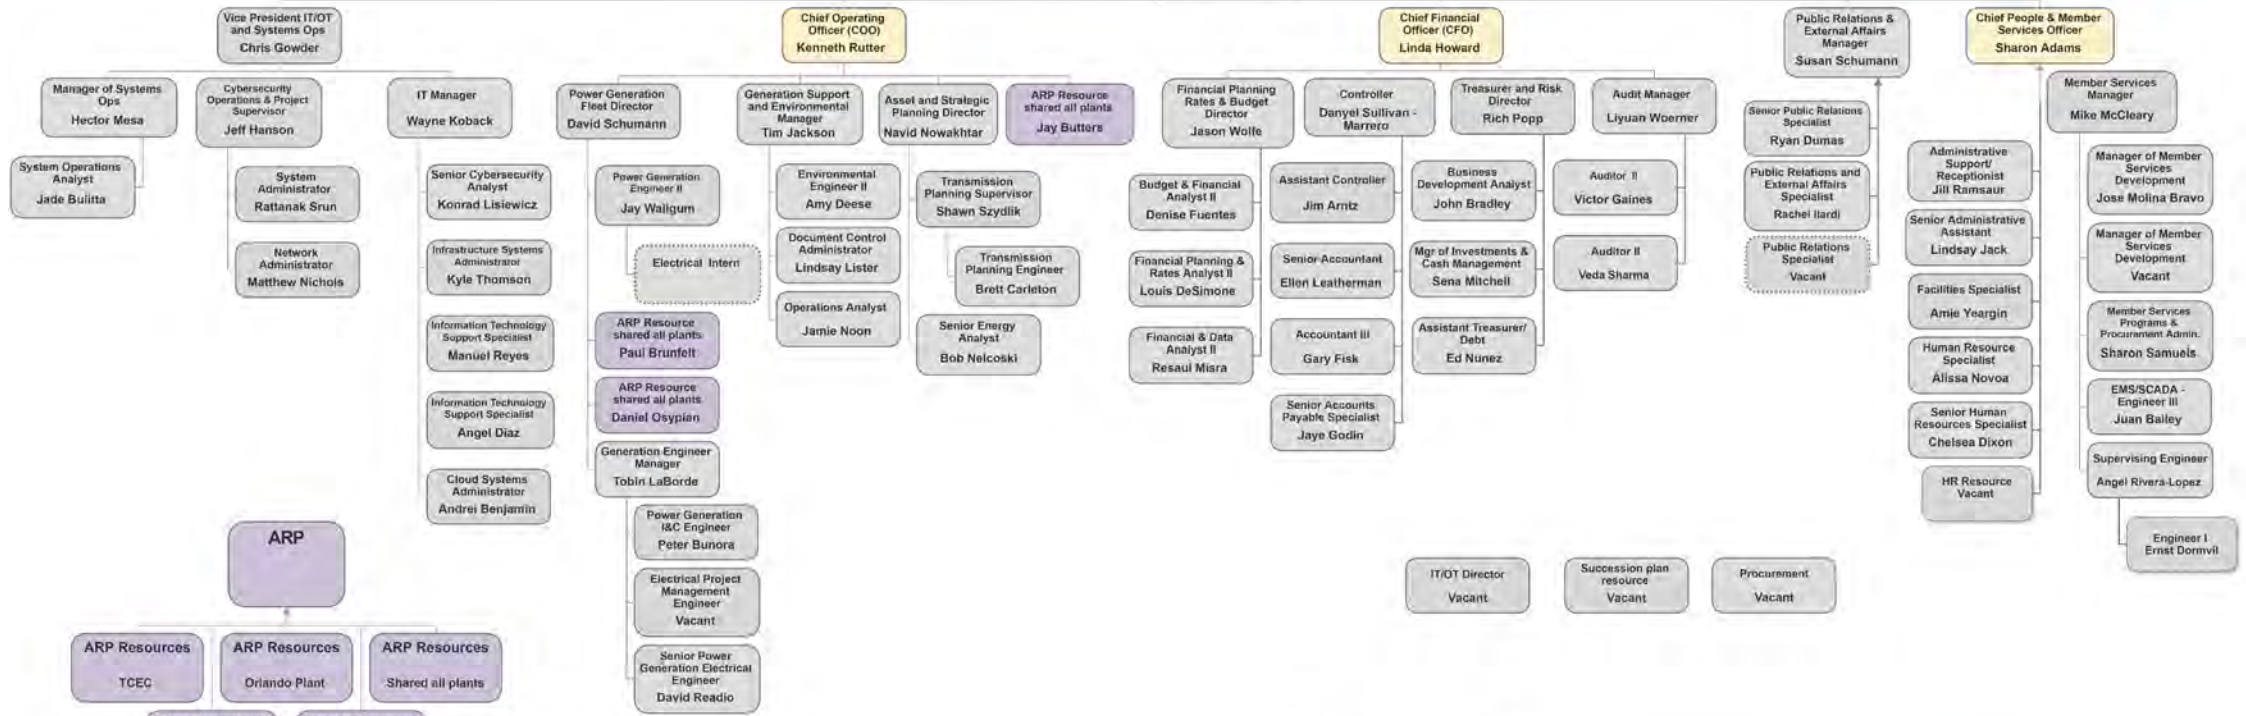 Vice President IT/OT
and Systems Ops
Chris Gowder
Manager of Systems
Ops
Hector Mesa
System Operations
Analyst
Jade Bulitta
Cybersecurity
Operations & Project
Supervisor
Jeff Hanson
System
Administrator
Rattanak Srun
Network
Administrator
Matthew Nichols
IT Manager
Wayne Koback
Senior Cybersecurity
Analyst
Konrad Lisiewicz
Infrastructure Systems
Administrator
Kyle Thomson
Information Technology
Support Specialist
Manuel Reyes
Information Technology
Support Specialist
Angel Diaz
Cloud Systems
Administrator
Andrei Benjamin
Chief Operating
Officer (COO)
Kenneth Rutter
Power Generation
Fleet Director
David Schumann
Power Generation
Engineer II
Jay Wallgum
Electrical Intern
ARP Resource
shared all plants
Paul Brunfelt
ARP Resource
shared all plants
Daniel Osypian
Generation Engineer
Manager
Tobin LaBorde
Power Generation
I&C Engineer
Peter Bunora
Electrical Project
Management
Engineer
Vacant
Senior Power
Generation Electrical
Engineer
David Readio
Generation Support
and Environmental
Manager
Tim Jackson
Environmental
Engineer II
Amy Deese
Document Control
Administrator
Lindsay Lister
Operations Analyst
Jamie Noon
Asset and Strategic
Planning Director
Navid Nowakhtar
Transmission
Planning Supervisor
Shawn Szydlik
Transmission
Planning Engineer
Brett Carleton
Senior Energy
Analyst
Bob Nelcoski
ARP Resource
shared all plants
Jay Butters
Chief Financial
Officer (CFO)
Linda Howard
Financial Planning
Rates & Budget
Director
Jason Wolfe
Budget & Financial
Analyst II
Denise Fuentes
Financial Planning &
Rates Analyst II
Louis DeSimone
Financial & Data
Analyst II
Resaul Misra
Controller
Danyel Sullivan -
Marrero
Assistant Controller
Jim Arntz
Senior Accountant
Ellen Leatherman
Accountant III
Gary Fisk
Senior Accounts
Payable Specialist
Jaye Godin
Treasurer and Risk
Director
Rich Popp
Business
Development Analyst
John Bradley
Mgr of Investments &
Cash Management
Sena Mitchell
Assistant Treasurer/
Debt
Ed Nunez
Audit Manager
Liyuan Woerner
Auditor II
Victor Gaines
Auditor II
Veda Sharma
Public Relations &
External Affairs
Manager
Susan Schumann
Senior Public Relations
Specialist
Ryan Dumas
Public Relations and
External Affairs
Specialist
Rachel Ilardi
Public Relations
Specialist
Vacant
Chief People & Member
Services Officer
Sharon Adams
Administrative
Support/
Receptionist
Jill Ramsaur
Senior Administrative
Assistant
Lindsay Jack
Facilities Specialist
Amie Yeargin
Human Resource
Specialist
Alissa Novoa
Senior Human
Resources Specialist
Chelsea Dixon
HR Resource
Vacant
Member Services
Manager
Mike McCleary
Manager of Member
Services
Development
Jose Molina Bravo
Manager of Member
Services
Development
Vacant
Member Services
Programs &
Procurement Admin.
Sharon Samuels
EMS/SCADA -
Engineer III
Juan Bailey
Supervising Engineer
Angel Rivera-Lopez
Engineer I
Ernst Dormvil
IT/OT Director
Vacant
Succession plan
resource
Vacant
Procurement
Vacant
ARP
ARP Resources
TCEC
ARP Resources
Orlando Plant
ARP Resources
Shared all plants